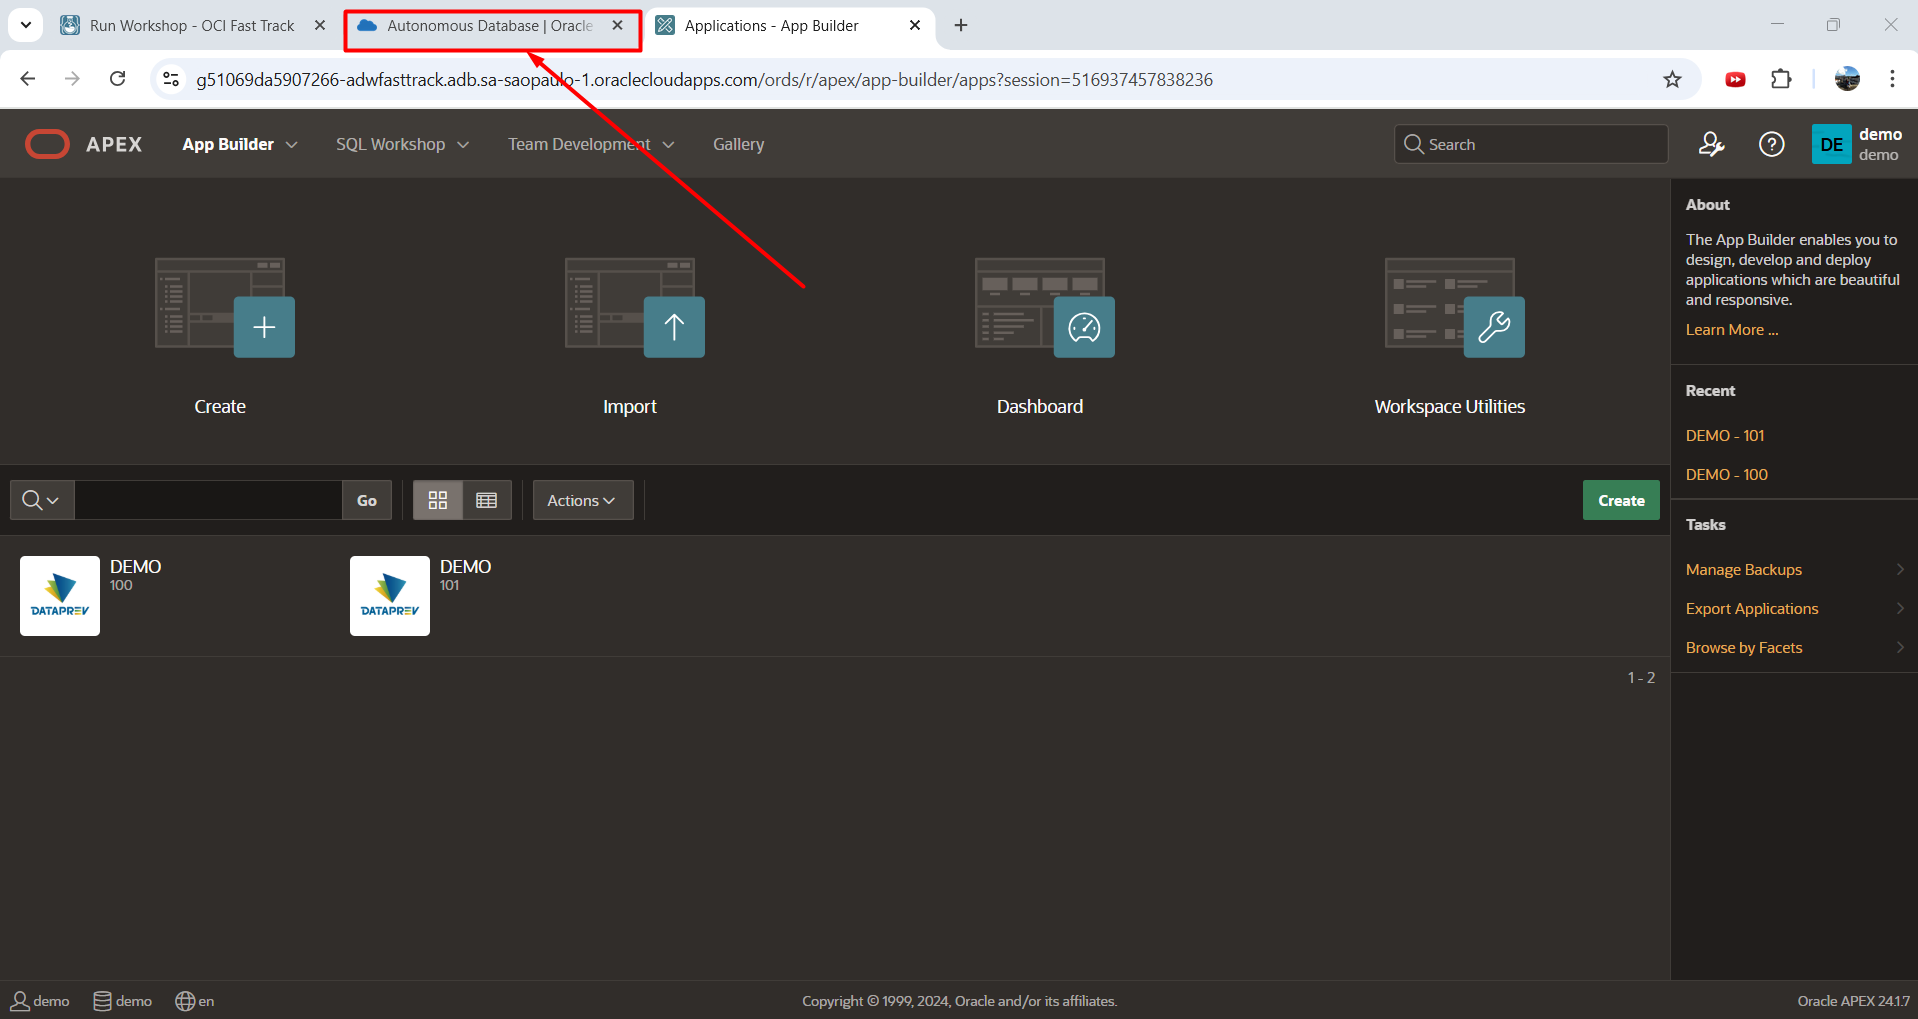 Run Workshop - OCI Fast Track
Autonomous Database | Oracle
Applications - App Builder
g51069da5907266-adwfasttrack.adb.sa-saopaulo-1.oraclecloudapps.com/ords/r/apex/app-builder/apps?session=516937457838236
APEX
App Builder
SQL Workshop
Team Development
Gallery
Search
DE
demo
demo
Create
Import
Dashboard
Workspace Utilities
About
The App Builder enables you to
design, develop and deploy
applications which are beautiful
and responsive.
Learn More ...
Recent
DEMO - 101
DEMO - 100
Tasks
Manage Backups
Export Applications
Browse by Facets
Go
Actions
Create
DATAPREV
DEMO
100
DATAPREV
DEMO
101
1 - 2
demo
demo
en
Copyright © 1999, 2024, Oracle and/or its affiliates.
Oracle APEX 24.1.7